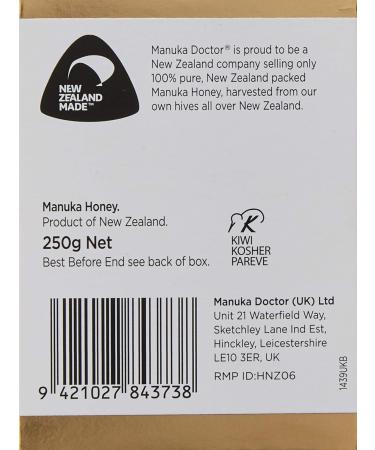 NEW
ZEALAND
MADE™
Manuka Doctor® is proud to be a
New Zealand company selling only
100% pure, New Zealand packed
Manuka Honey, harvested from our
own hives all over New Zealand.
Manuka Honey.
Product of New Zealand.
250g Net
Best Before End see back of box.
K
KIWI
KOSHER
PAREVE
Manuka Doctor (UK) Ltd
Unit 21 Waterfield Way,
Sketchley Lane Ind Est,
Hinckley, Leicestershire
LE10 3ER, UK
RMP ID:HNZ06
9 421027 843738
1439UKB